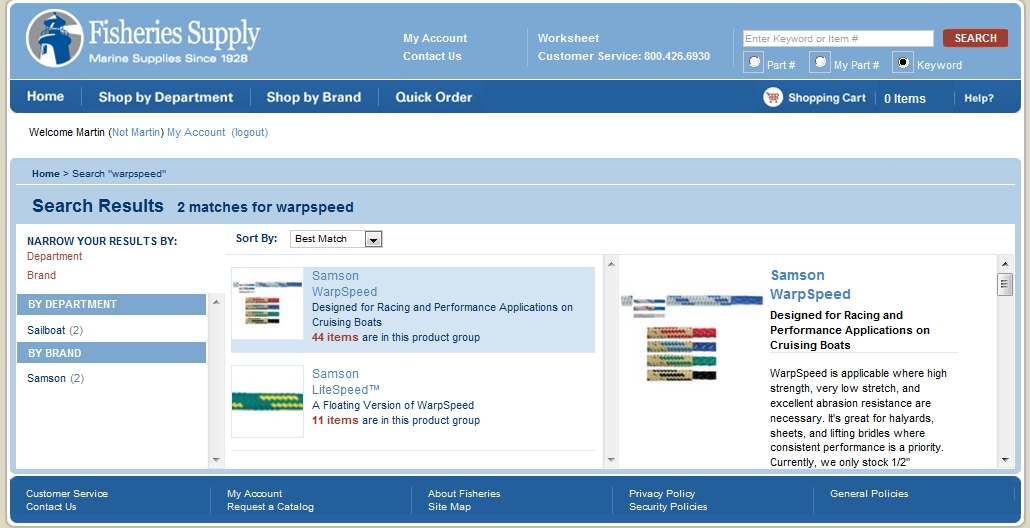 Fisheries Supply
Marine Supplies Since 1928
My Account
Contact Us
Worksheet
Customer Service: 800.426.6930
Enter Keyword or Item #
SEARCH
Part #
My Part #
Keyword
Home
Shop by Department
Shop by Brand
Quick Order
Shopping Cart
0 Items
Help?
Welcome Martin (Not Martin) My Account (logout)
Home > Search "warpspeed"
Search Results 2 matches for warpspeed
NARROW YOUR RESULTS BY:
Department
Brand
BY DEPARTMENT
Sailboat (2)
BY BRAND
Samson (2)
Sort By: Best Match
Samson
WarpSpeed
Designed for Racing and Performance Applications on
Cruising Boats
44 items are in this product group
Samson
LiteSpeed™
A Floating Version of WarpSpeed
11 items are in this product group
Samson
WarpSpeed
Designed for Racing and
Performance Applications on
Cruising Boats
WarpSpeed is applicable where high
strength, very low stretch, and
excellent abrasion resistance are
necessary. It's great for halyards,
sheets, and lifting bridles where
consistent performance is a priority.
Currently, we only stock 1/2"
Customer Service
Contact Us
My Account
Request a Catalog
About Fisheries
Site Map
Privacy Policy
Security Policies
General Policies